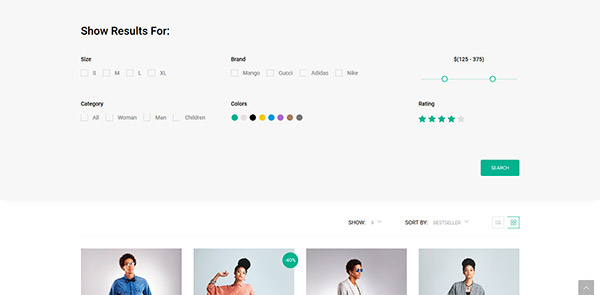 Show Results For:
Size
Brand
$(125 - 375)
S M L XL
Mango Gucci Adidas Nike
Category
Colors
Rating
All Woman Man Children
SEARCH
SHOW:
SORT BY: BESTSELLER
-40%